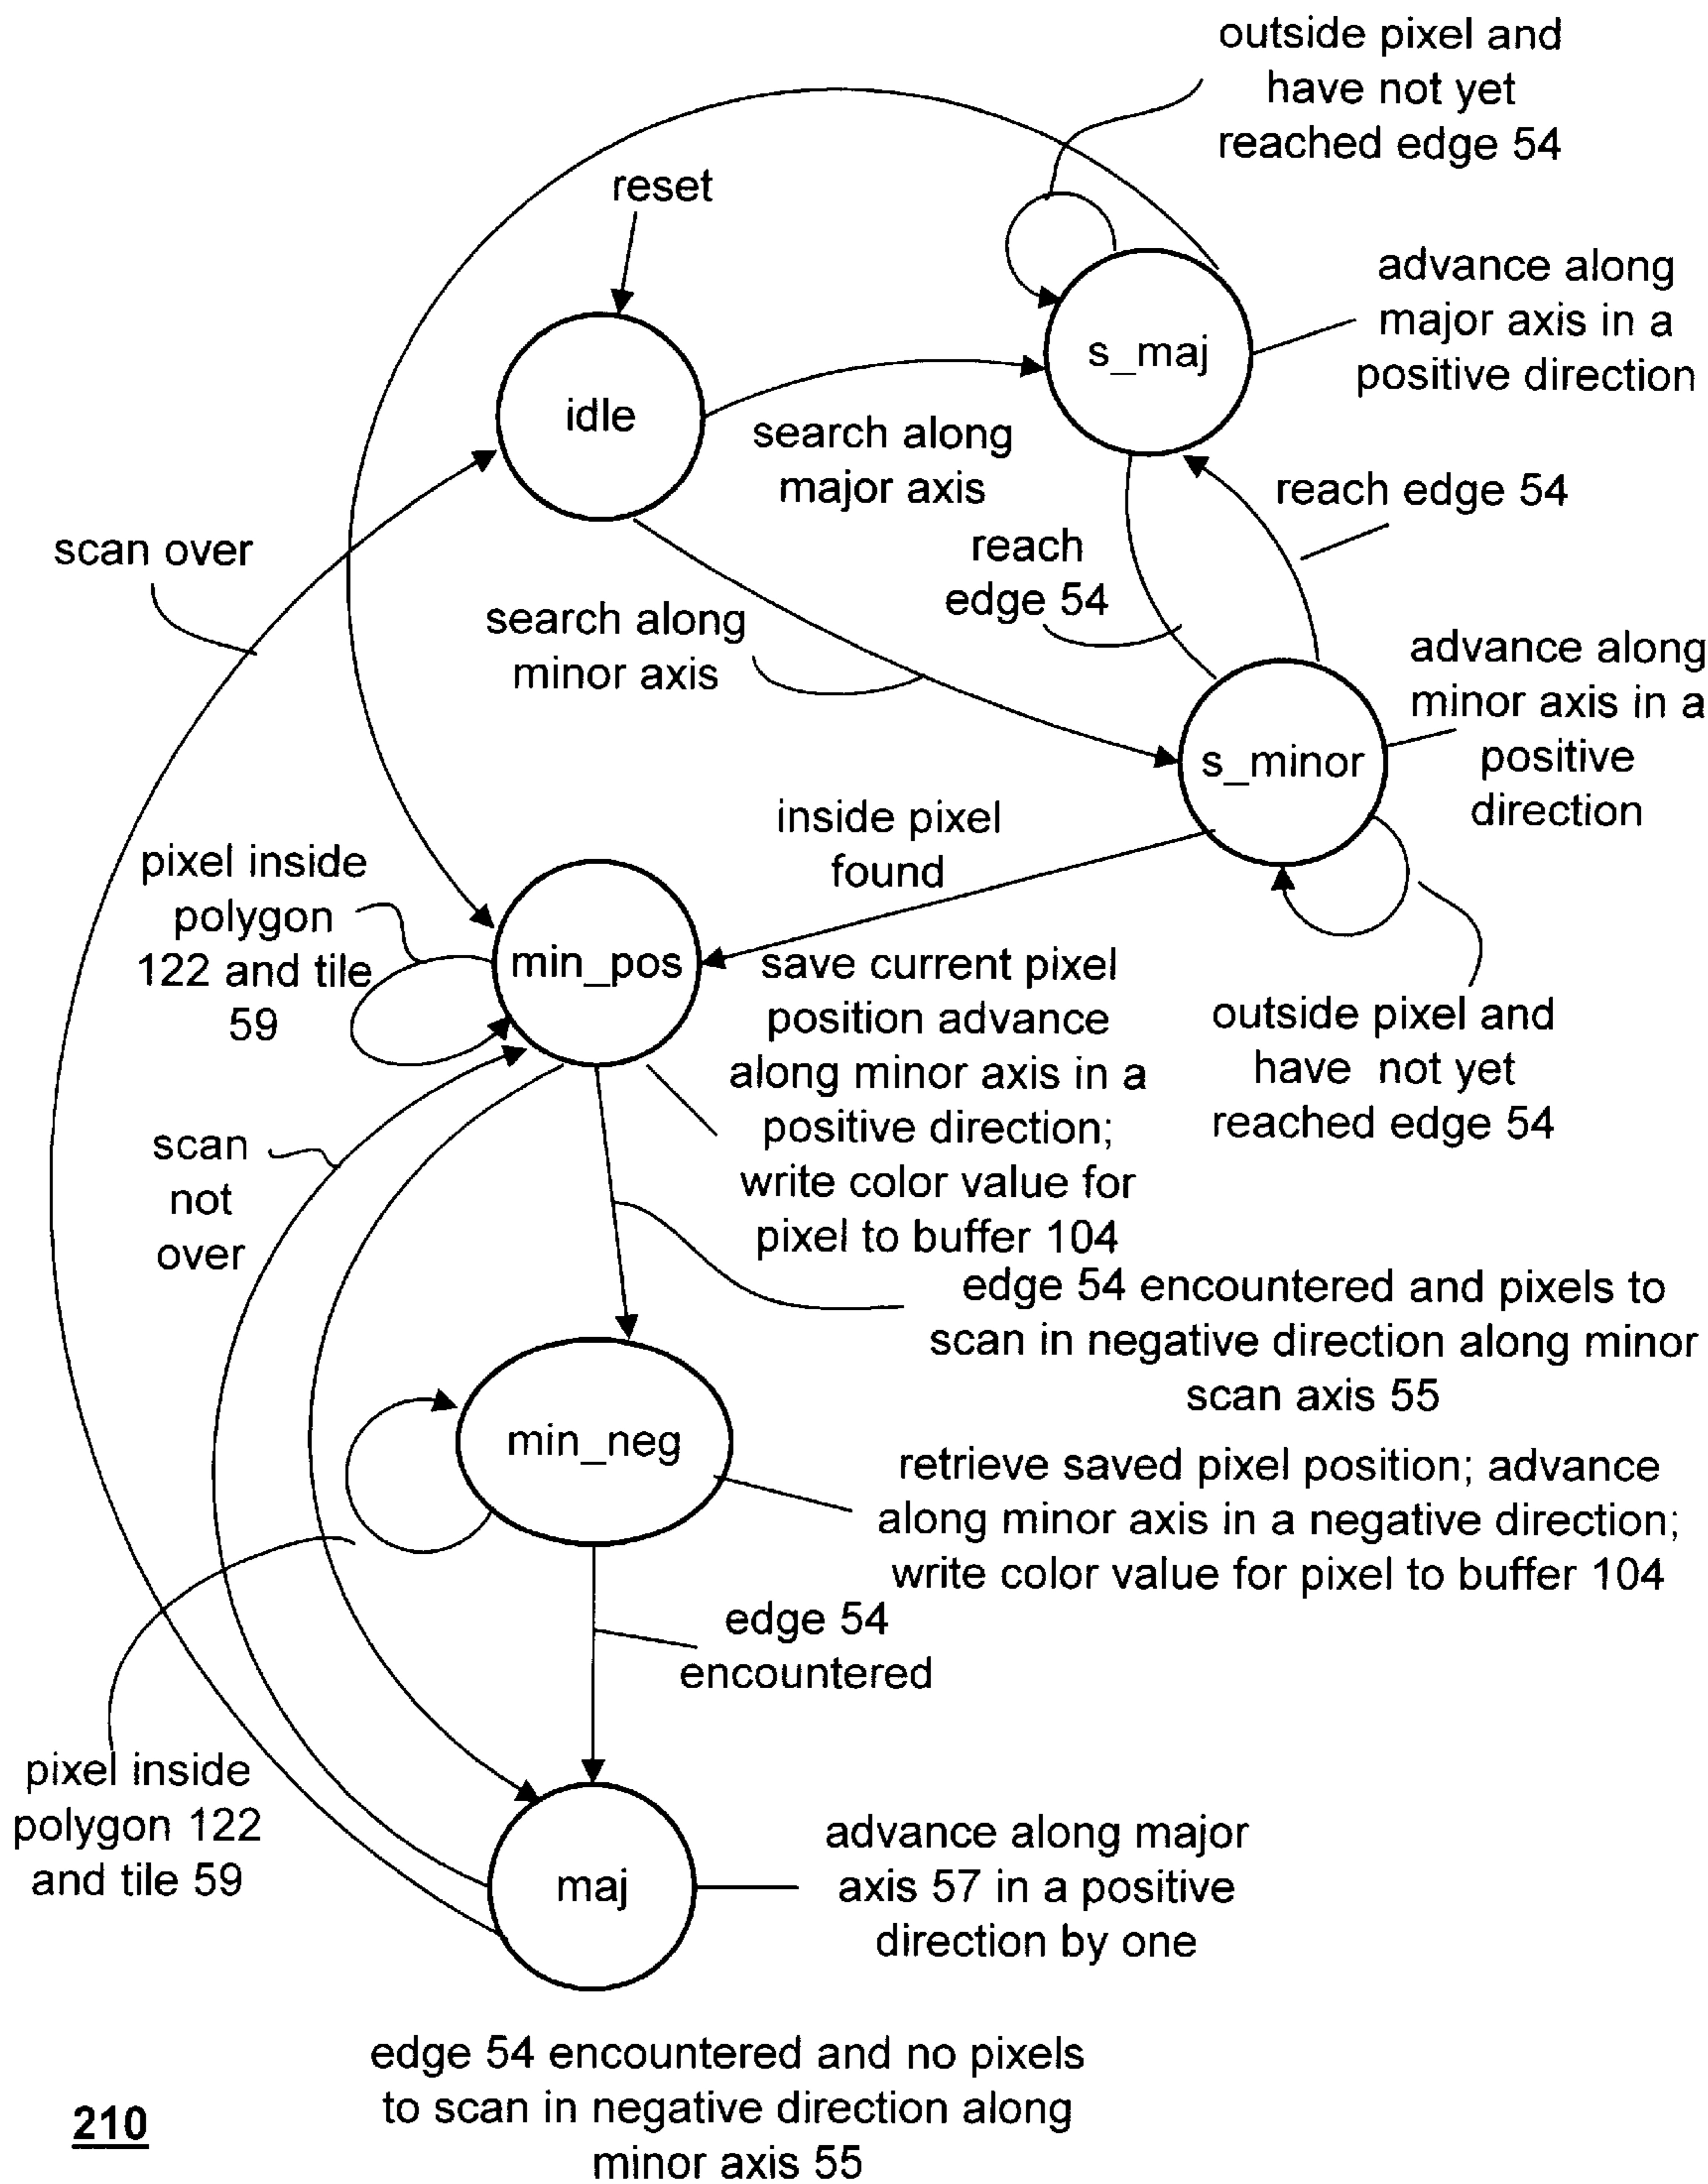 outside pixel and
have not yet
reached edge 54
reset
advance along
major axis in a
positive direction
s_maj
idle
search along
major axis
reach edge 54
scan over
reach
edge 54
search along
minor axis
advance along
minor axis in a
positive
direction
s_minor
inside pixel
found
pixel inside
polygon
122 and tile
59
min_pos
save current pixel
position advance
along minor axis in a
positive direction;
write color value for
pixel to buffer 104
outside pixel and
have not yet
reached edge 54
scan
not
over
edge 54 encountered and pixels to
scan in negative direction along minor
scan axis 55
min_neg
retrieve saved pixel position; advance
along minor axis in a negative direction;
write color value for pixel to buffer 104
edge 54
encountered
pixel inside
polygon 122
and tile 59
maj
advance along major
axis 57 in a positive
direction by one
edge 54 encountered and no pixels
to scan in negative direction along
minor axis 55
210